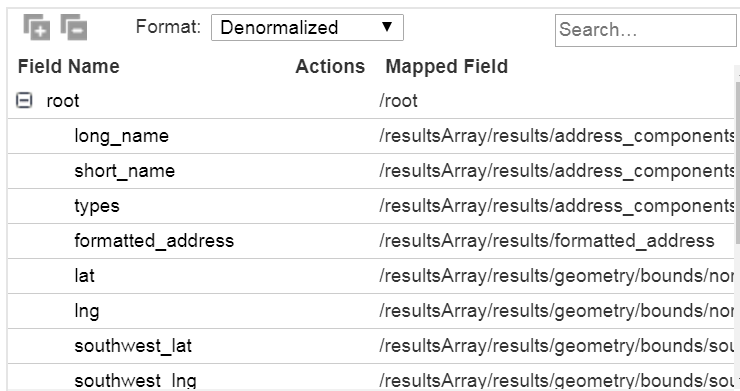 Format: Denormalized Search...
Field Name Actions Mapped Field
root /root
long_name /resultsArray/results/address_components
short_name /resultsArray/results/address_components
types /resultsArray/results/address_components
formatted_address /resultsArray/results/formatted_address
lat /resultsArray/results/geometry/bounds/nor
lng /resultsArray/results/geometry/bounds/nor
southwest_lat /resultsArray/results/geometry/bounds/sou
southwest_lng /resultsArray/results/geometry/bounds/sou